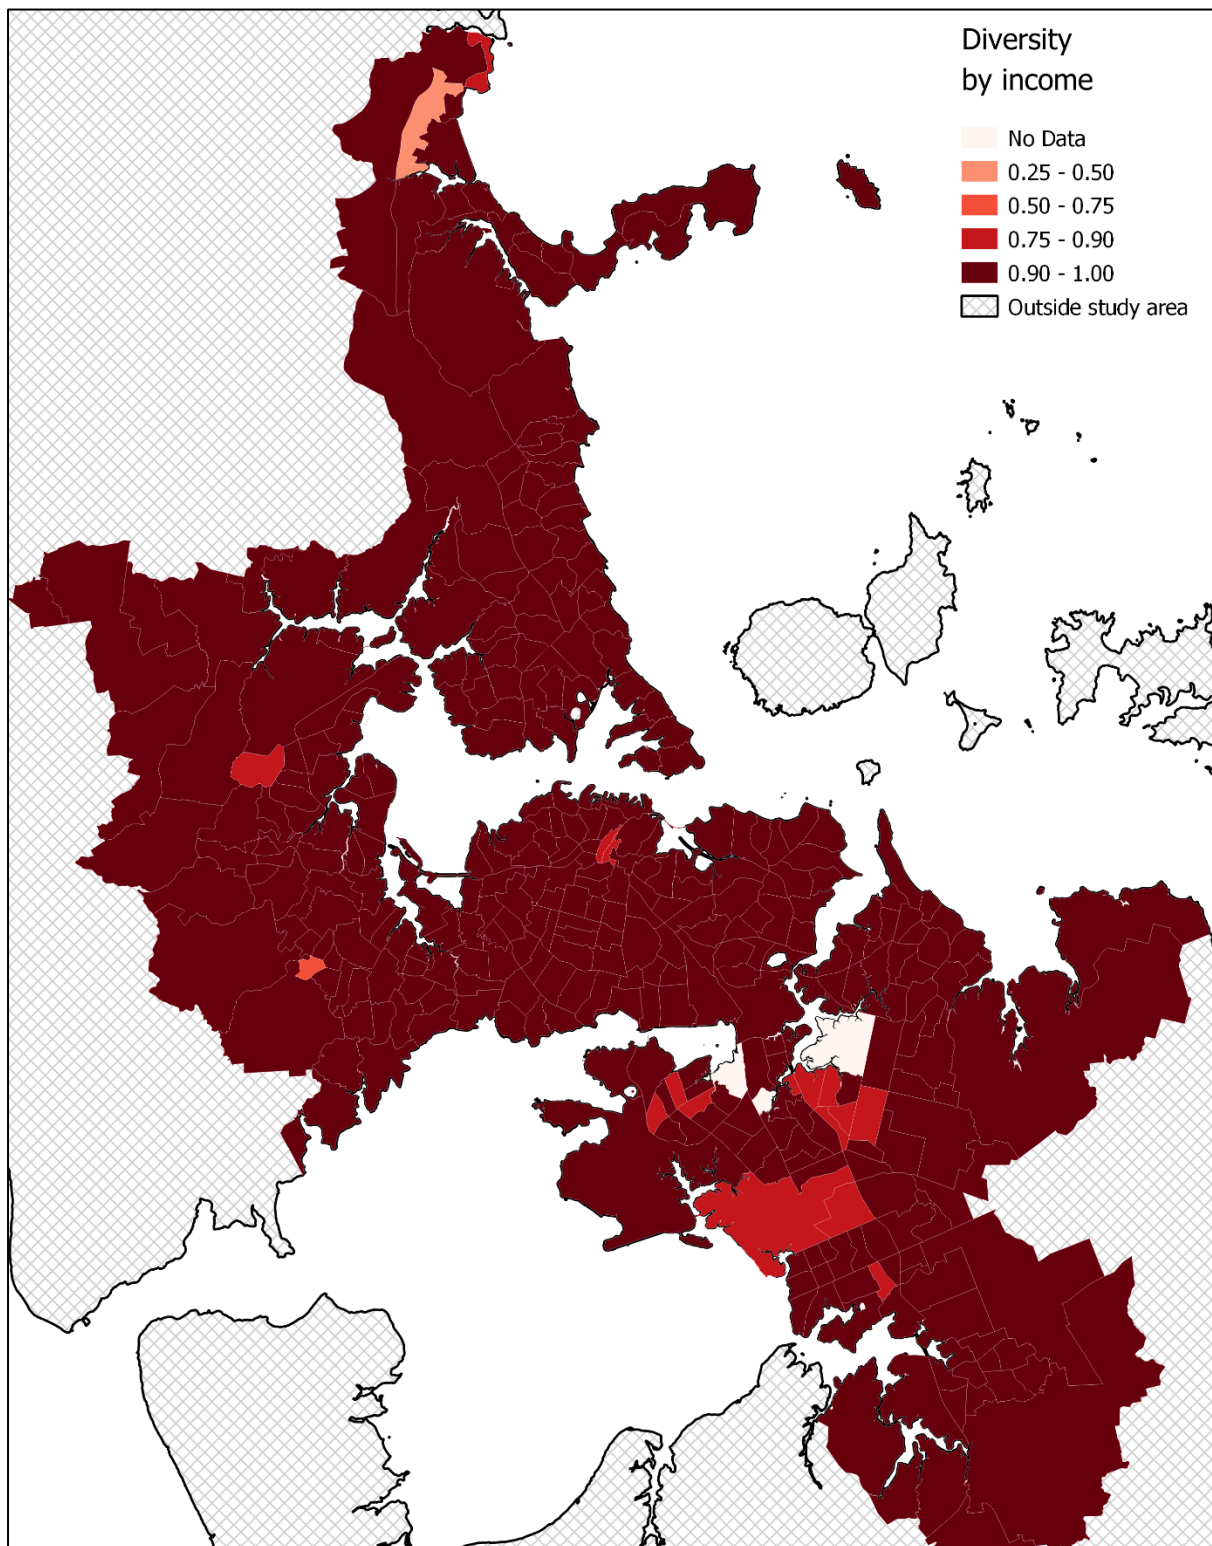 Diversity
by income
No Data
0.25 - 0.50
0.50 - 0.75
0.75 - 0.90
0.90 - 1.00
Outside study area